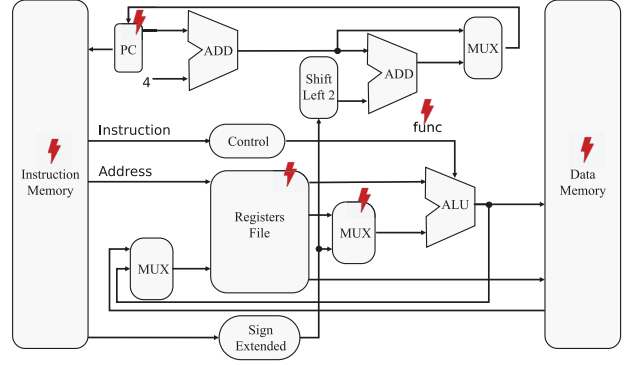 PC
ADD
4
Shift
Left 2
ADD
MUX
func
Instruction
Control
Address
Instruction
Memory
Registers
File
MUX
ALU
Data
Memory
MUX
Sign
Extended